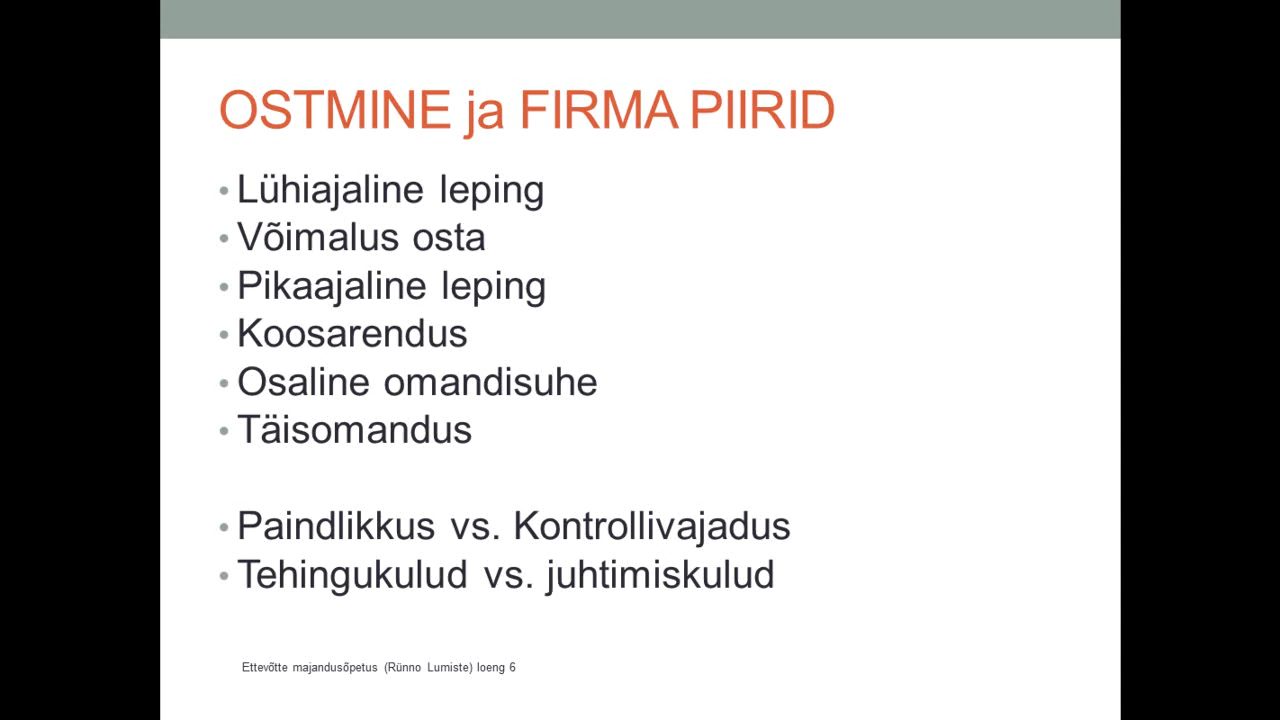 OSTMINE ja FIRMA PIIRID
• Lühiajaline leping
• Võimalus osta
• Pikaajaline leping
• Koosarendus
• Osaline omandisuhe
• Täisomandus
• Paindlikkus vs. Kontrollivajadus
• Tehingukulud vs. juhtimiskulud
Ettevõtte majandusõpetus (Rünno Lumiste) loeng 6